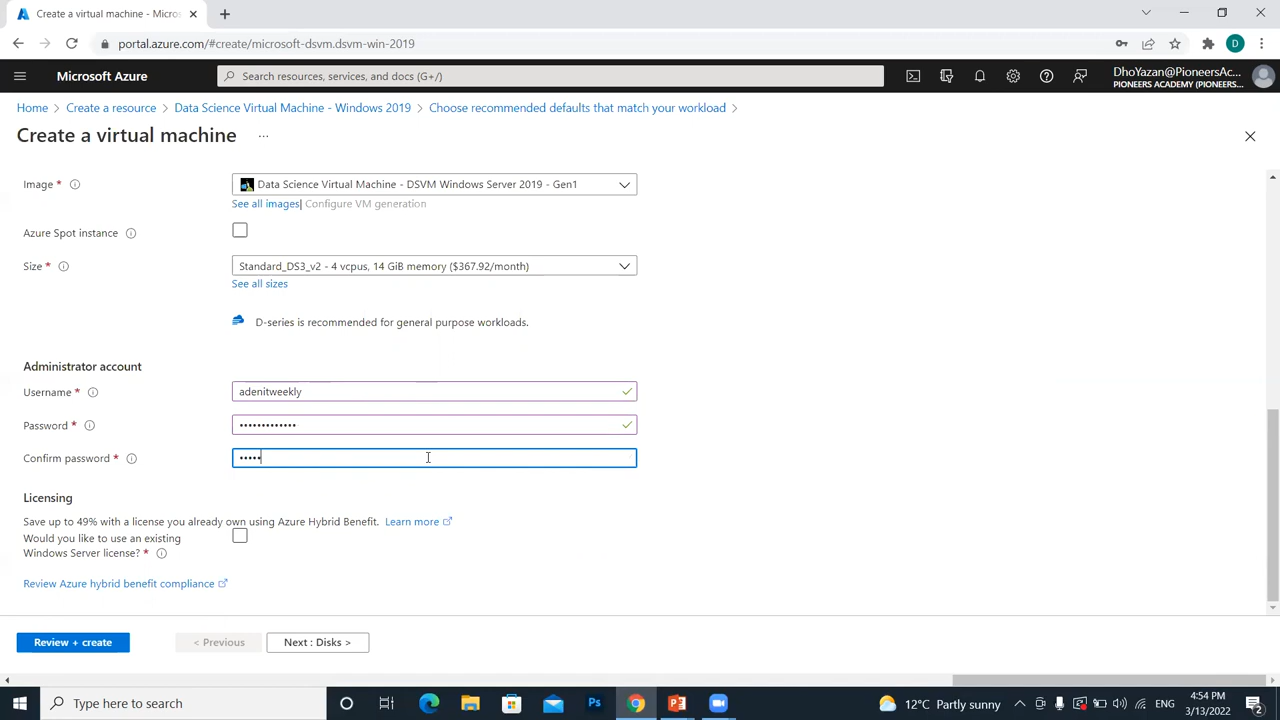 Create a virtual machine - Micros
portal.azure.com/#create/microsoft-dsvm.dsvm-win-2019
D
Microsoft Azure
Search resources, services, and docs (G+/)
DhoYazan@PioneersAc...
PIONEERS ACADEMY (PIONEERS...
Home > Create a resource > Data Science Virtual Machine - Windows 2019 > Choose recommended defaults that match your workload >
Create a virtual machine ...
Image *
Data Science Virtual Machine - DSVM Windows Server 2019 - Gen1
See all images| Configure VM generation
Azure Spot instance
Size *
Standard_DS3_v2 - 4 vcpus, 14 GiB memory ($367.92/month)
See all sizes
D-series is recommended for general purpose workloads.
Administrator account
Username *
adenitweekly
Password *
•••••••••••••
Confirm password *
•••••
Licensing
Save up to 49% with a license you already own using Azure Hybrid Benefit. Learn more
Would you like to use an existing
Windows Server license? *
Review Azure hybrid benefit compliance
Review + create
< Previous
Next : Disks >
Type here to search
Ps
12°C Partly sunny
ENG
4:54 PM
3/13/2022
2